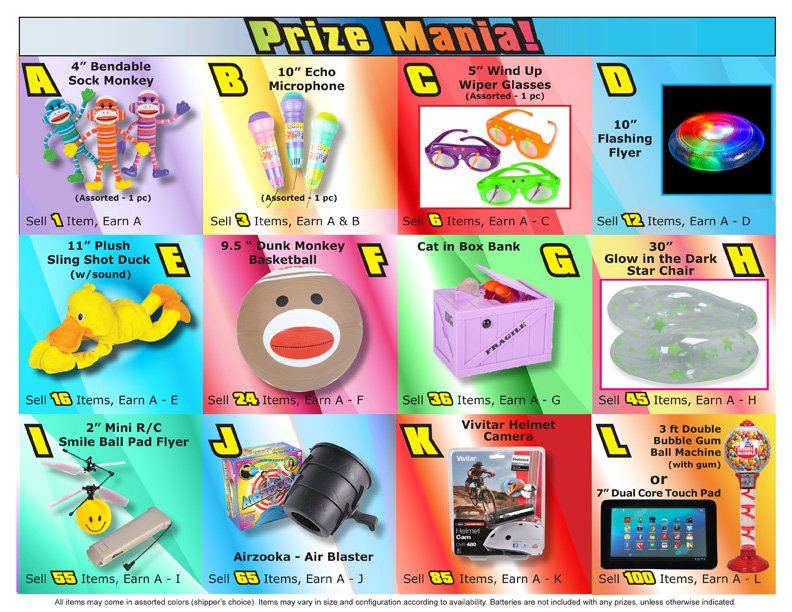 Prize Mania!
A
4” Bendable
Sock Monkey
(Assorted - 1 pc)
Sell 1 Item, Earn A
B
10” Echo
Microphone
(Assorted - 1 pc)
Sell 3 Items, Earn A & B
C
5” Wind Up
Wiper Glasses
(Assorted - 1 pc)
Sell 6 Items, Earn A - C
D
10”
Flashing
Flyer
Sell 12 Items, Earn A - D
11” Plush
Sling Shot Duck
(w/sound)
E
Sell 16 Items, Earn A - E
9.5 “ Dunk Monkey
Basketball
F
Sell 24 Items, Earn A - F
Cat in Box Bank
G
FRAGILE
Sell 36 Items, Earn A - G
30”
Glow in the Dark
Star Chair
H
Sell 45 Items, Earn A - H
I
2” Mini R/C
Smile Ball Pad Flyer
Sell 55 Items, Earn A - I
J
AIRZOOKA
Airzooka - Air Blaster
Sell 65 Items, Earn A - J
K
Vivitar Helmet
Camera
Vivitar
Helmet
Helmet
Cam
DVR 480
Sell 85 Items, Earn A - K
L
3 ft Double
Bubble Gum
Ball Machine
(with gum)
or
7” Dual Core Touch Pad
DOUBLE
BUBBLE
Sell 100 Items, Earn A - L
All items may come in assorted colors (shipper's choice). Items may vary in size and configuration according to availability. Batteries are not included with any prizes, unless otherwise indicated.